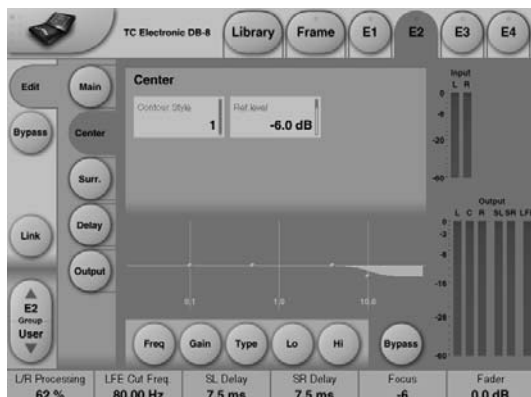 TC Electronic DB-8
Library
Frame
E1
E2
E3
E4
Edit
Bypass
Link
E2
Group
User
Main
Center
Surr.
Delay
Output
Center
Contour Style
1
Ref.level
-6.0 dB
0,1
1,0
10,0
Freq
Gain
Type
Lo
Hi
Bypass
Input
L R
0
-6
-20
-60
Output
L C R SL SR LFE
0
-3
-6
-16
-40
-60
L/R Processing
62 %
LFE Cut Freq.
80.00 Hz
SL Delay
7.5 ms
SR Delay
7.5 ms
Focus
-6
Fader
0.0 dB